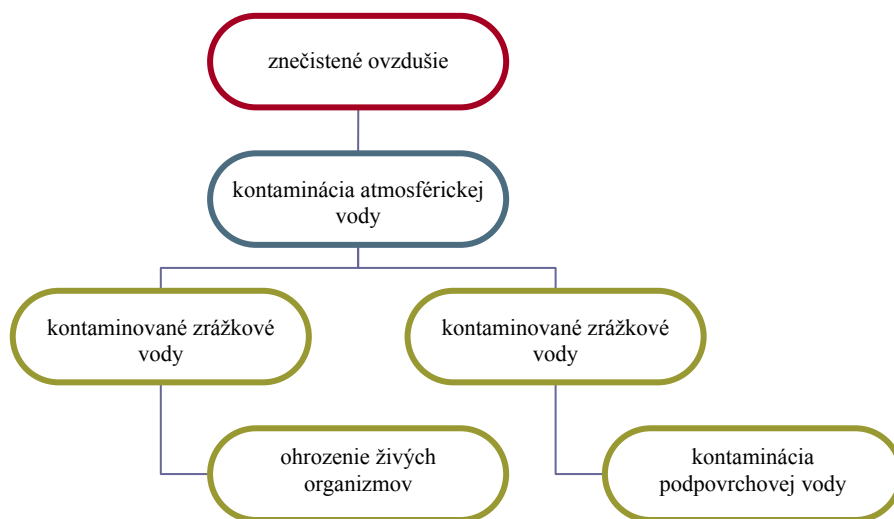 znečistené ovzdušie
kontaminácia atmosférickej
vody
kontaminované zrážkové
vody
kontaminované zrážkové
vody
ohrozenie živých
organizmov
kontaminácia
podpovrchovej vody